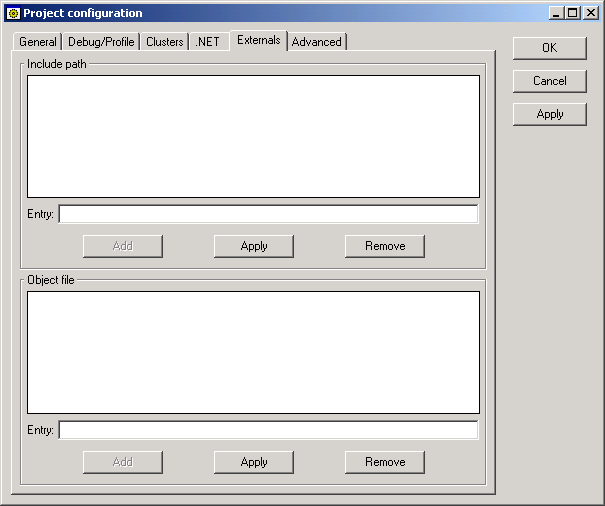 Project configuration
General Debug/Profile Clusters .NET Externals Advanced
OK
Cancel
Apply
Include path
Entry:
Add Apply Remove
Object file
Entry:
Add Apply Remove